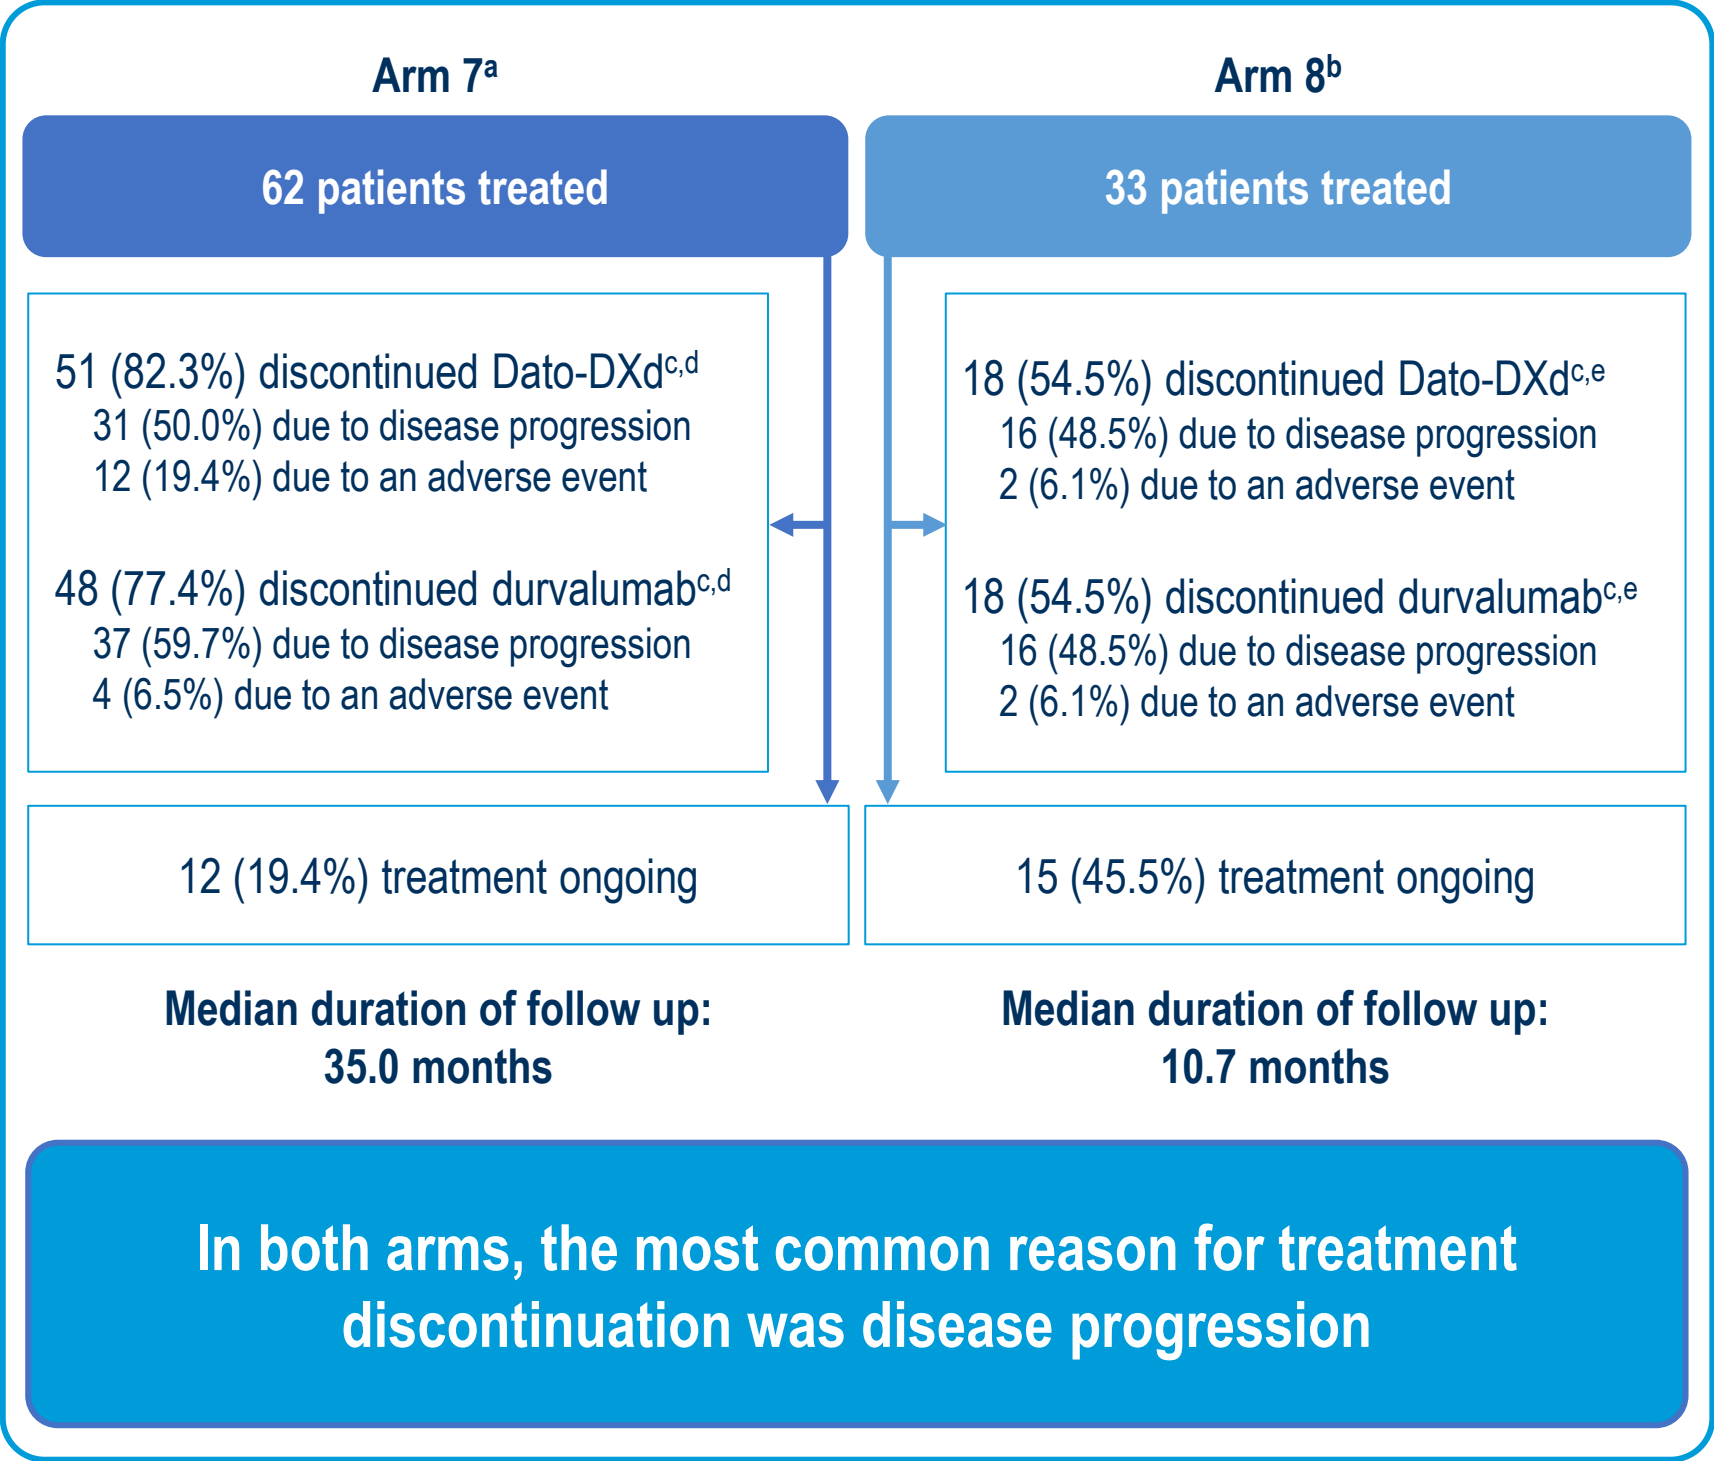 Arm 7a
62 patients treated
51 (82.3%) discontinued Dato-DXdc,d
31 (50.0%) due to disease progression
12 (19.4%) due to an adverse event
48 (77.4%) discontinued durvalumabc,d
37 (59.7%) due to disease progression
4 (6.5%) due to an adverse event
12 (19.4%) treatment ongoing
Median duration of follow up:
35.0 months
Arm 8b
33 patients treated
18 (54.5%) discontinued Dato-DXdc,e
16 (48.5%) due to disease progression
2 (6.1%) due to an adverse event
18 (54.5%) discontinued durvalumabc,e
16 (48.5%) due to disease progression
2 (6.1%) due to an adverse event
15 (45.5%) treatment ongoing
Median duration of follow up:
10.7 months
In both arms, the most common reason for treatment
discontinuation was disease progression